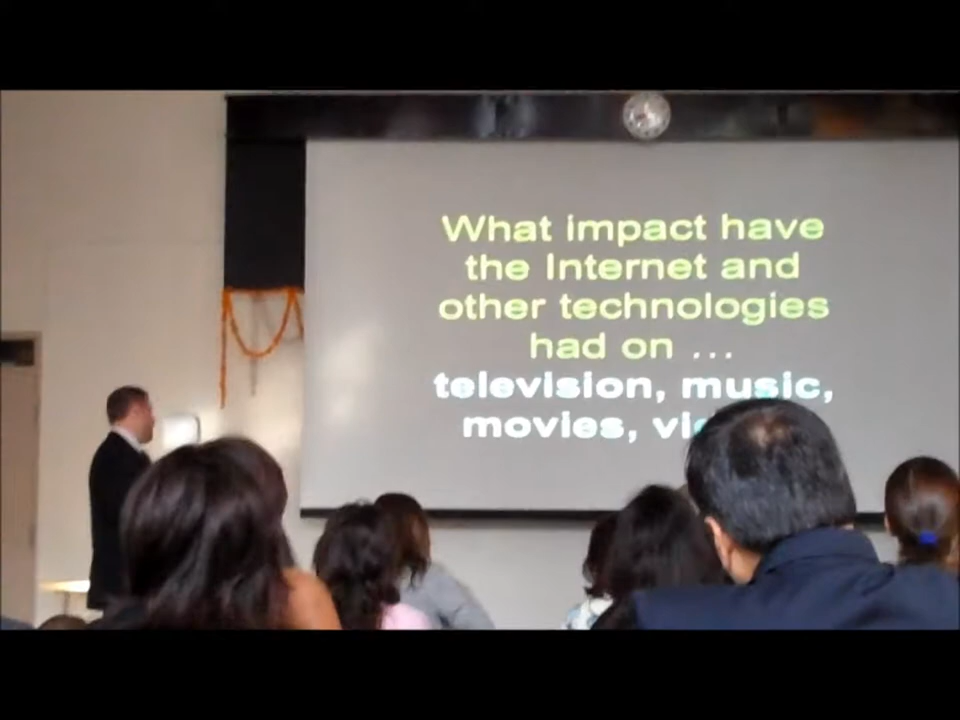 What impact have
the Internet and
other technologies
had on ...
television, music,
movies,